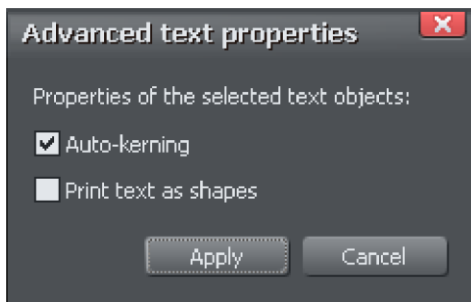 Advanced text properties
Properties of the selected text objects:
Auto-kerning
Print text as shapes
Apply Cancel